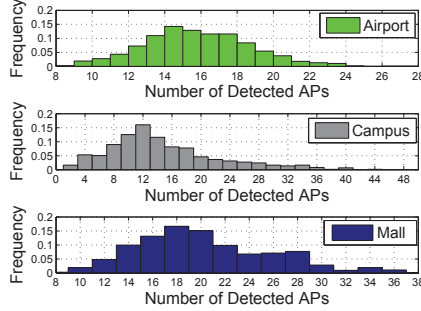 Frequency
0.2
0.15
0.1
0.05
0
8 10 12 14 16 18 20 22 24 26 28
Airport
Number of Detected APs
Frequency
0.2
0.15
0.1
0.05
0
0 4 8 12 16 20 24 28 32 36 40 44 48
Campus
Number of Detected APs
Frequency
0.2
0.15
0.1
0.05
0
8 10 12 14 16 18 20 22 24 26 28 30 32 34 36 38
Mall
Number of Detected APs